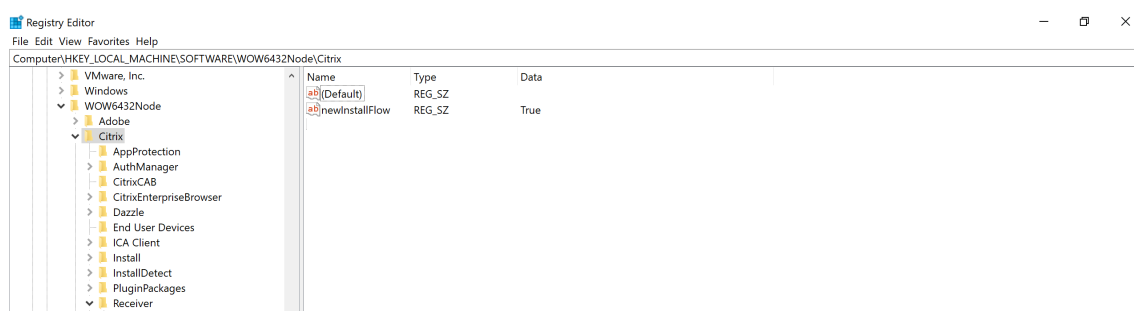 Registry Editor
File Edit View Favorites Help
Computer\HKEY_LOCAL_MACHINE\SOFTWARE\WOW6432Node\Citrix
VMware, Inc.
Windows
WOW6432Node
Adobe
Citrix
AppProtection
AuthManager
CitrixCAB
CitrixEnterpriseBrowser
Dazzle
End User Devices
ICA Client
Install
InstallDetect
PluginPackages
Receiver
Name Type Data
ab (Default) REG_SZ
ab newInstallFlow REG_SZ True